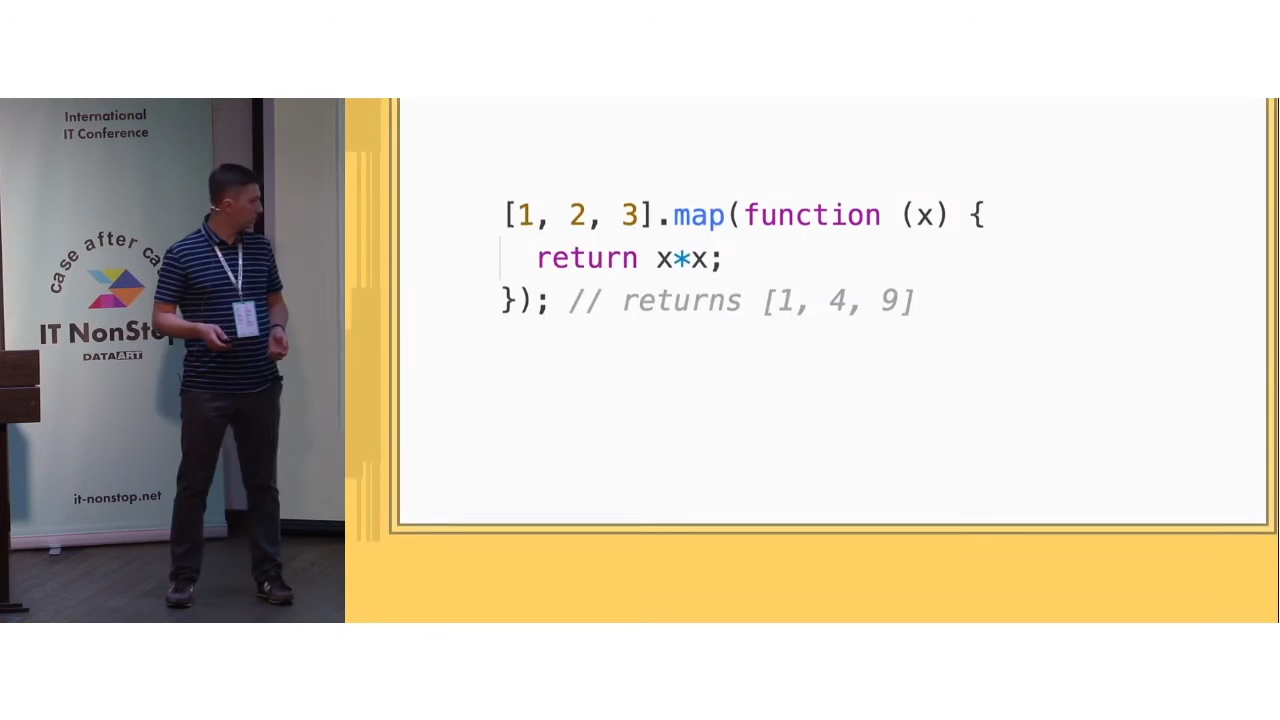 International
IT Conference
case after ca
IT NonSto
DATAART
it-nonstop.net
[1, 2, 3].map(function (x) {
return x*x;
}); // returns [1, 4, 9]